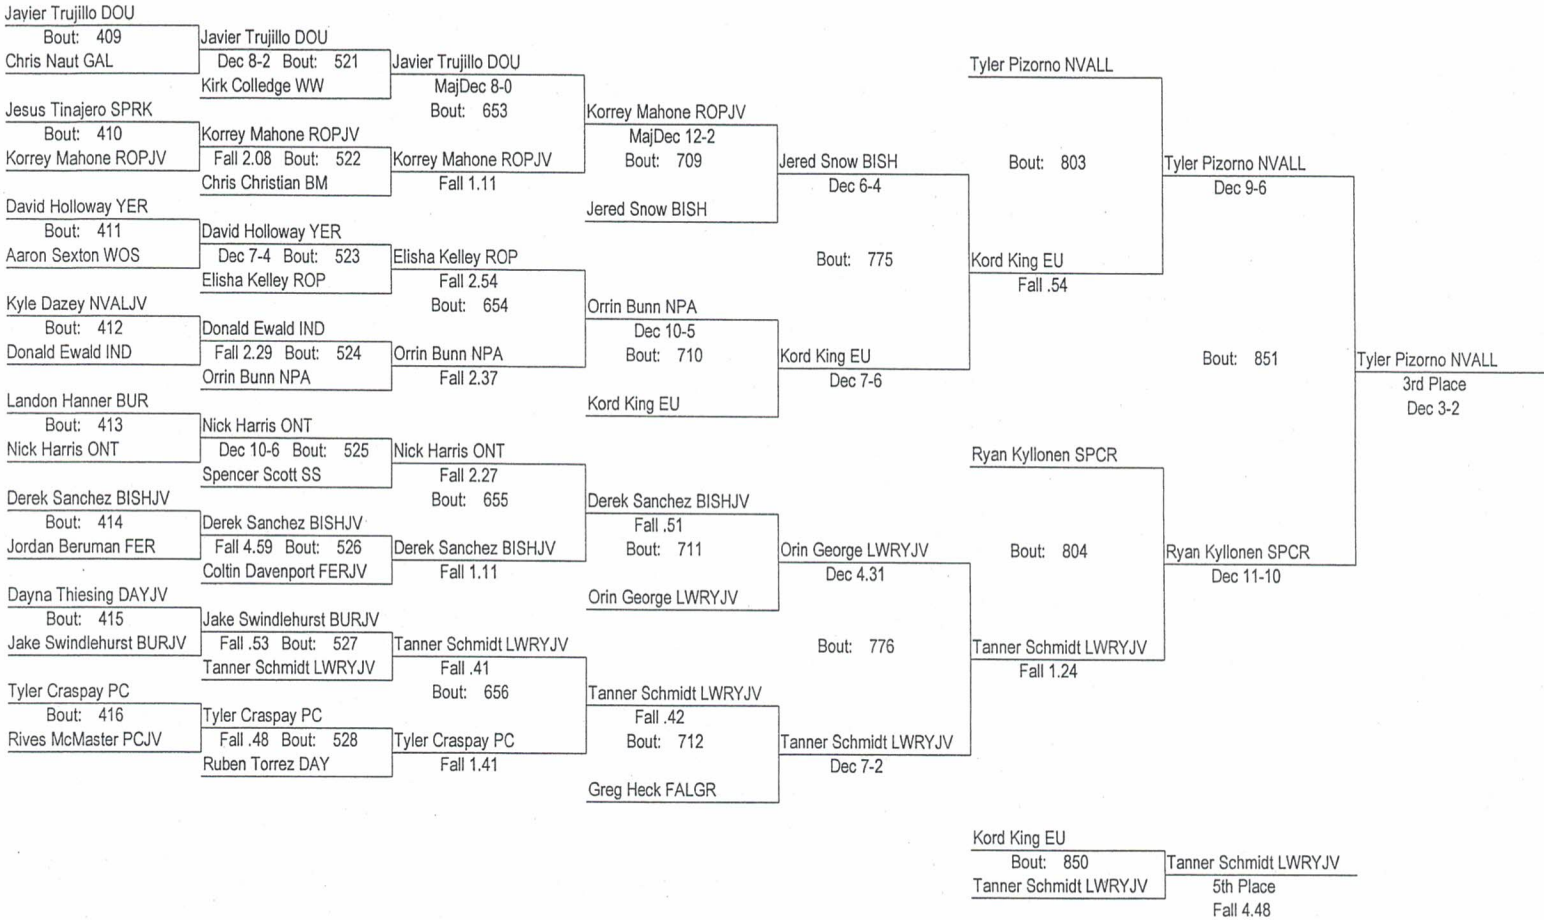 Javier Trujillo DOU
Bout: 409
Chris Naut GAL
Jesus Tinajero SPRK
Bout: 410
Korrey Mahone ROPJV
David Holloway YER
Bout: 411
Aaron Sexton WOS
Kyle Dazey NVALJV
Bout: 412
Donald Ewald IND
Landon Hanner BUR
Bout: 413
Nick Harris ONT
Derek Sanchez BISHJV
Bout: 414
Jordan Beruman FER
Dayna Thiesing DAYJV
Bout: 415
Jake Swindlehurst BURJV
Tyler Craspay PC
Bout: 416
Rives McMaster PCJV
Javier Trujillo DOU
Dec 8-2 Bout: 521
Kirk Colledge WW
Korrey Mahone ROPJV
Fall 2.08 Bout: 522
Chris Christian BM
David Holloway YER
Dec 7-4 Bout: 523
Elisha Kelley ROP
Donald Ewald IND
Fall 2.29 Bout: 524
Orrin Bunn NPA
Nick Harris ONT
Dec 10-6 Bout: 525
Spencer Scott SS
Derek Sanchez BISHJV
Fall 4.59 Bout: 526
Coltin Davenport FERJV
Jake Swindlehurst BURJV
Fall .53 Bout: 527
Tanner Schmidt LWRYJV
Tyler Craspay PC
Fall .48 Bout: 528
Ruben Torrez DAY
Javier Trujillo DOU
MajDec 8-0
Bout: 653
Korrey Mahone ROPJV
Fall 1.11
Elisha Kelley ROP
Fall 2.54
Bout: 654
Orrin Bunn NPA
Fall 2.37
Nick Harris ONT
Fall 2.27
Bout: 655
Derek Sanchez BISHJV
Fall 1.11
Tanner Schmidt LWRYJV
Fall .41
Bout: 656
Tyler Craspay PC
Fall 1.41
Korrey Mahone ROPJV
MajDec 12-2
Bout: 709
Jered Snow BISH
Orrin Bunn NPA
Dec 10-5
Bout: 710
Kord King EU
Derek Sanchez BISHJV
Fall .51
Bout: 711
Orin George LWRYJV
Tanner Schmidt LWRYJV
Fall .42
Bout: 712
Greg Heck FALGR
Jered Snow BISH
Dec 6-4
Bout: 775
Kord King EU
Dec 7-6
Orin George LWRYJV
Dec 4.31
Bout: 776
Tanner Schmidt LWRYJV
Dec 7-2
Tyler Pizorno NVALL
Bout: 803
Kord King EU
Fall .54
Ryan Kyllonen SPCR
Bout: 804
Tanner Schmidt LWRYJV
Fall 1.24
Tyler Pizorno NVALL
Dec 9-6
Bout: 851
Ryan Kyllonen SPCR
Dec 11-10
Tyler Pizorno NVALL
3rd Place
Dec 3-2
Kord King EU
Bout: 850
Tanner Schmidt LWRYJV
Tanner Schmidt LWRYJV
5th Place
Fall 4.48